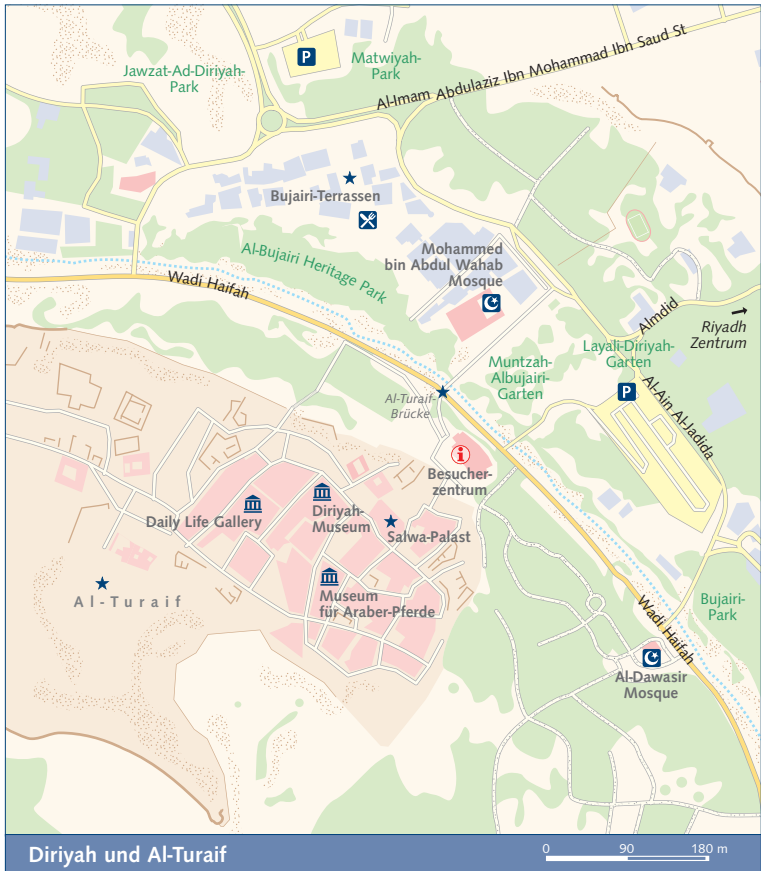 P
Matwiyah-
Park
Jawzat-Ad-Diriyah-
Park
Al-Imam Abdulaziz Ibn Mohammad Ibn Saud St
Bujairi-Terrassen
Al-Bujairi Heritage Park
Mohammed
bin Abdul Wahab
Mosque
Wadi Haifah
Almdid
Riyadh
Zentrum
Layali-Diriyah-
Garten
Muntzah-
Albujairi-
Garten
P
Al-Ain Al-Jadida
Al-Turaif-
Brücke
i
Besucher-
zentrum
Daily Life Gallery
Diriyah-
Museum
Salwa-Palast
Museum
für Araber-Pferde
Al-Turaif
Bujairi-
Park
Wadi Haifah
Al-Dawasir
Mosque
Diriyah und Al-Turaif
0 90 180 m